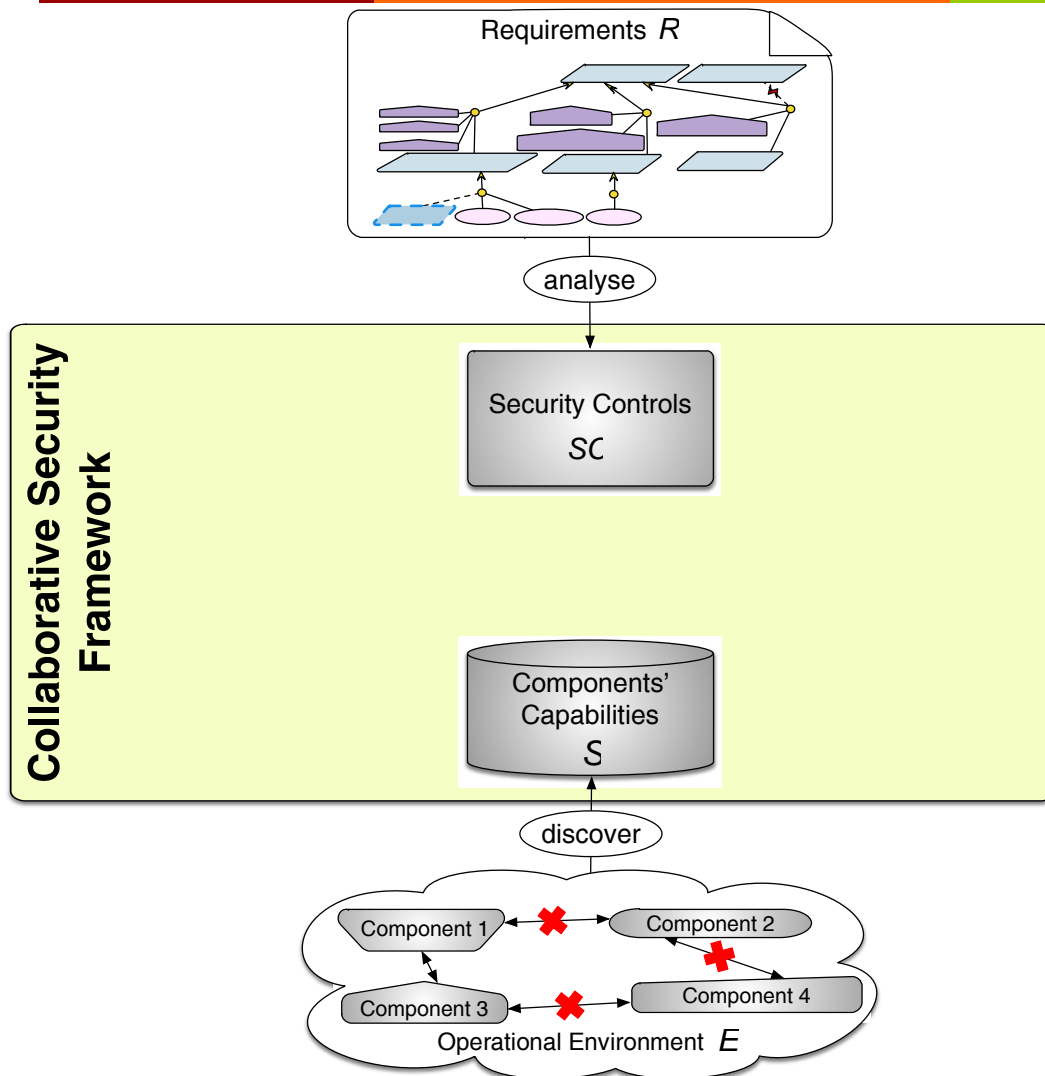 Requirements R
analyse
Collaborative Security
Framework
Security Controls
SC
Components'
Capabilities
S
discover
Component 1
Component 2
Component 3
Component 4
Operational Environment E